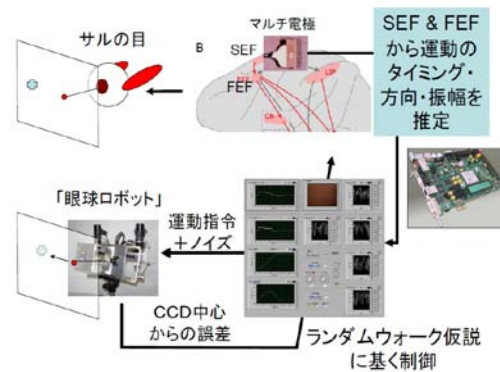 サルの目
B
マルチ電極
SEF
FEF
LIP
SEF & FEF
から運動の
タイミング・
方向・振幅を
推定
「眼球ロボット」
運動指令
+ノイズ
CCD中心
からの誤差
ランダムウォーク仮説
に基く制御